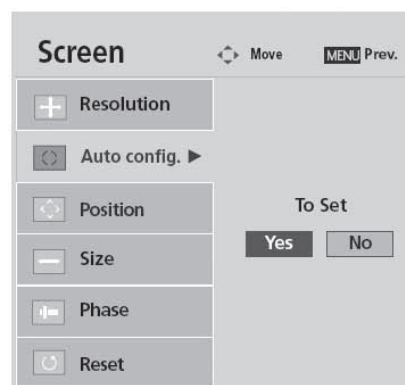 Screen Move MENU Prev.
Resolution
Auto config. ►
Position
To Set
Size
Yes No
Phase
Reset